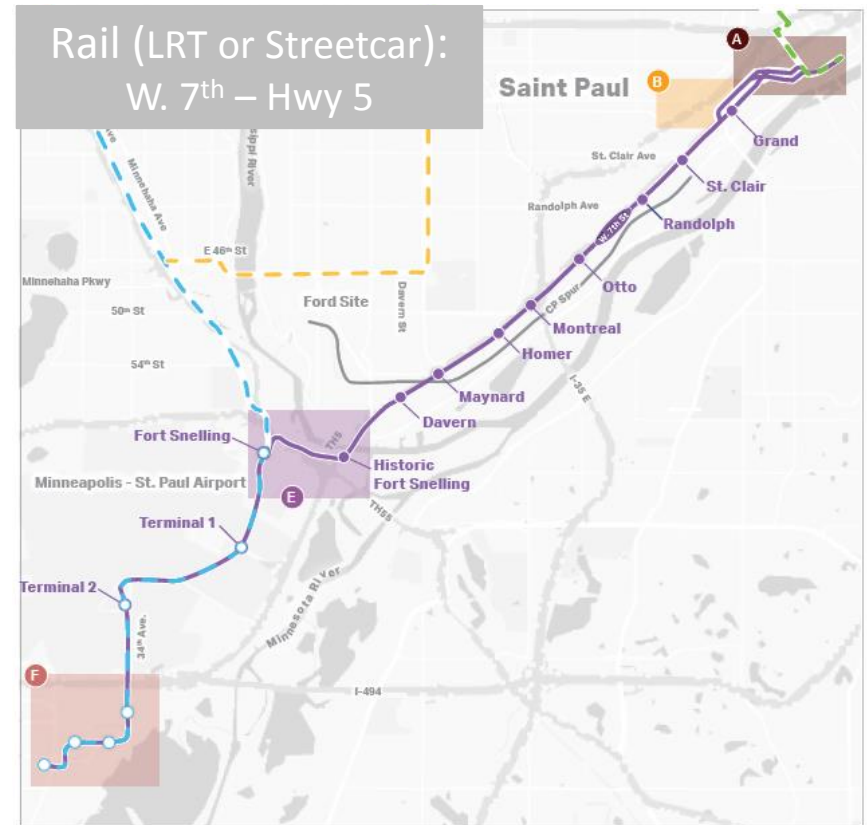 Rail (LRT or Streetcar):
W. 7th – Hwy 5
A
B
Saint Paul
Grand
St. Clair Ave
St. Clair
Minnehaha Ave
Randolph Ave
Randolph
W. 7th St
E 46th St
Otto
Minnehaha Pkwy
Ford Site
Davern St
CP Spur
50th St
Montreal
Homer
54th St
I-35 E
Maynard
Davern
Fort Snelling
TH5
Historic
Fort Snelling
Minneapolis - St. Paul Airport
E
TH55
Terminal 1
Terminal 2
Minnesota River
34th Ave.
F
I-494